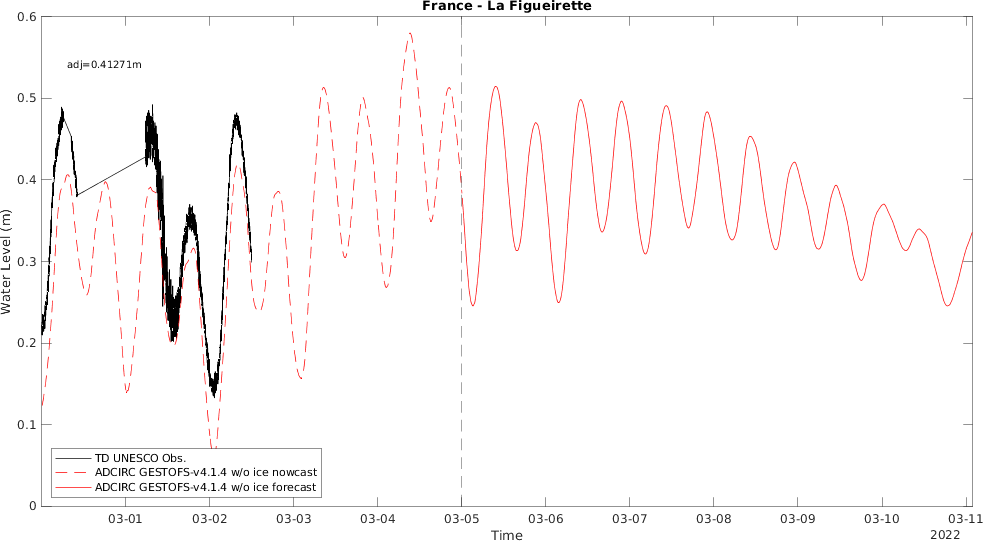 France - La Figueirette
adj=0.41271m
0.6
0.5
0.4
0.3
0.2
0.1
0
Water Level (m)
TD UNESCO Obs.
ADCIRC GESTOFS-v4.1.4 w/o ice nowcast
ADCIRC GESTOFS-v4.1.4 w/o ice forecast
03-01 03-02 03-03 03-04 03-05 03-06 03-07 03-08 03-09 03-10 03-11
2022
Time